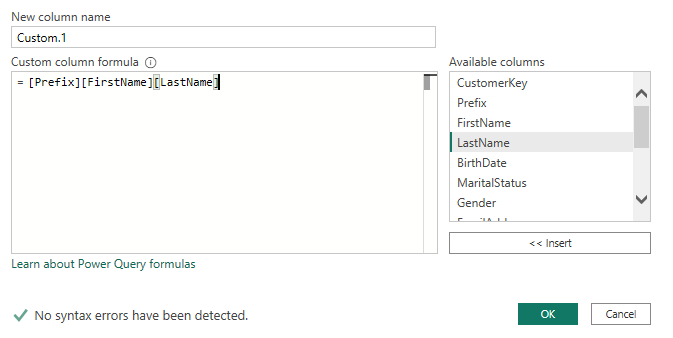 New column name
Custom.1
Custom column formula
= [Prefix][FirstName][LastName]
Available columns
CustomerKey
Prefix
FirstName
LastName
BirthDate
MaritalStatus
Gender
<< Insert
Learn about Power Query formulas
No syntax errors have been detected.
OK
Cancel